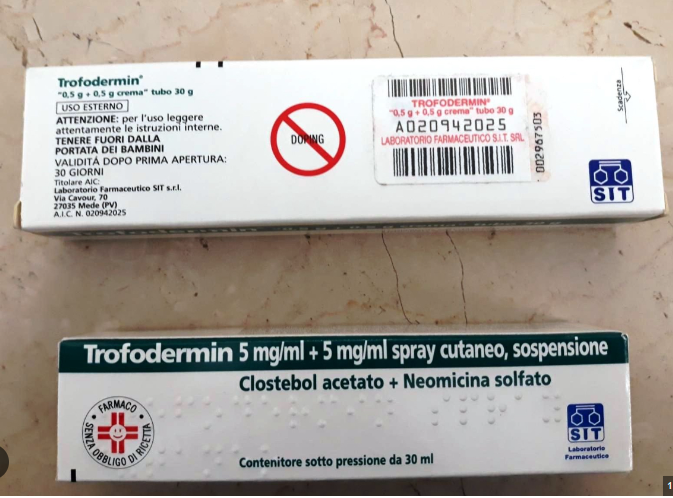 Trofodermin®
"0,5 g + 0,5 g crema" tubo 30 g
USO ESTERNO
ATTENZIONE: per l'uso leggere
attentamente le istruzioni interne.
TENERE FUORI DALLA
PORTATA DEI BAMBINI
VALIDITÁ DOPO PRIMA APERTURA:
30 GIORNI
Titolare AIC:
Laboratorio Farmaceutico SIT s.r.l.
Via Cavour, 70
27035 Mede (PV)
A.I.C. N. 020942025
DOPING
TROFODERMIN®
"0,5 g + 0,5 g crema" tubo 30 g
A020942025
LABORATORIO FARMACEUTICO S.I.T. SRL
002967503
Scadenza
SIT
Trofodermin 5 mg/ml + 5 mg/ml spray cutaneo, sospensione
Clostebol acetato + Neomicina solfato
FARMACO
SENZA OBBLIGO DI RICETTA
Contenitore sotto pressione da 30 ml
SIT
Laboratorio
Farmaceutico
1